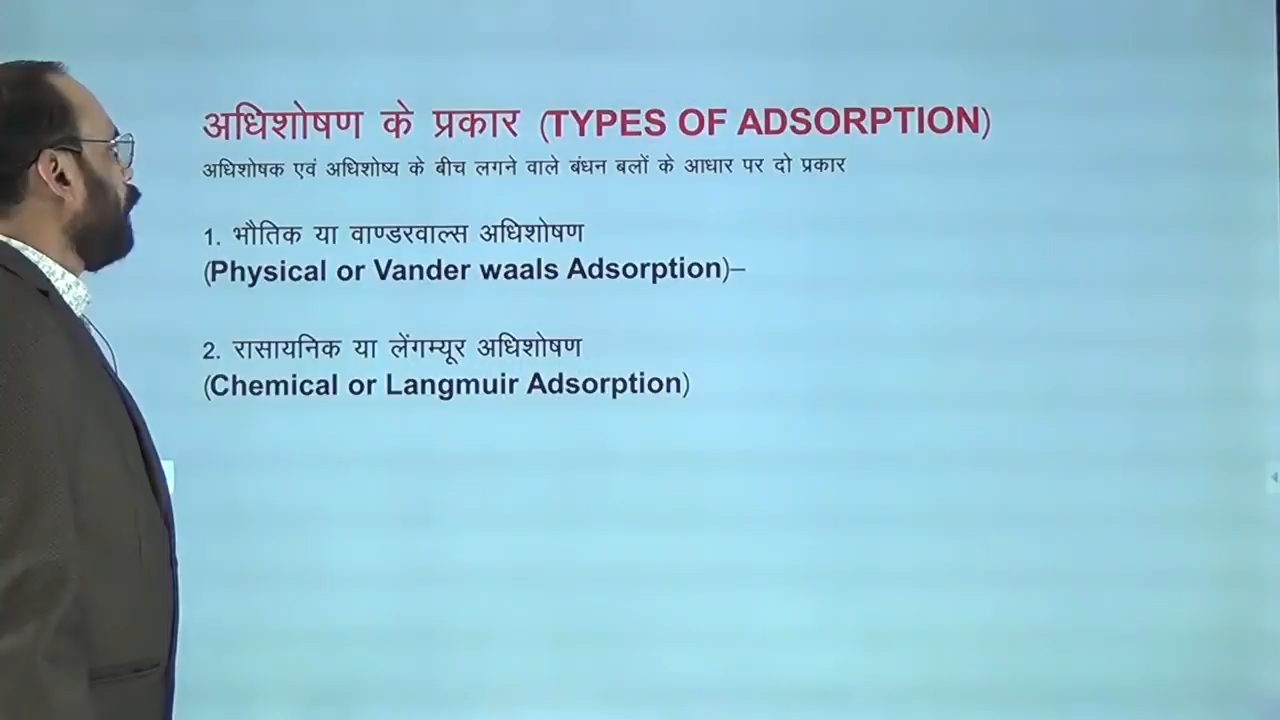 अधिशोषण के प्रकार (TYPES OF ADSORPTION)
अधिशोषक एवं अधिशोष्य के बीच लगने वाले बंधन बलों के आधार पर दो प्रकार
1. भौतिक या वाण्डरवाल्स अधिशोषण
(Physical or Vander waals Adsorption)–
2. रासायनिक या लेंगम्यूर अधिशोषण
(Chemical or Langmuir Adsorption)